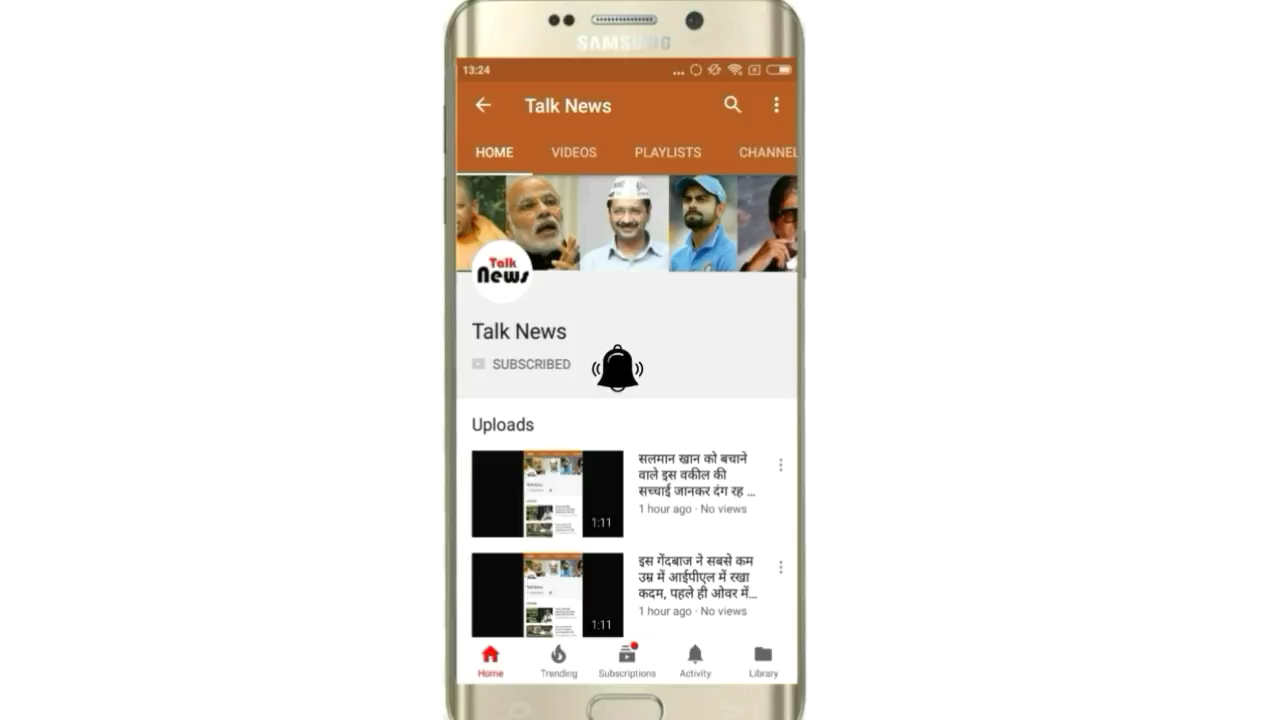 SAMSUNG
13:24
Talk News
HOME VIDEOS PLAYLISTS CHANNEL
Talk
News
Talk News
SUBSCRIBED
Uploads
सलमान खान को बचाने
वाले इस वकील की
सच्चाई जानकर दंग रह ...
1 hour ago · No views
1:11
इस गेंदबाज ने सबसे कम
उम्र में आईपीएल में रखा
कदम, पहले ही ओवर में...
1 hour ago · No views
1:11
Home Trending Subscriptions Activity Library